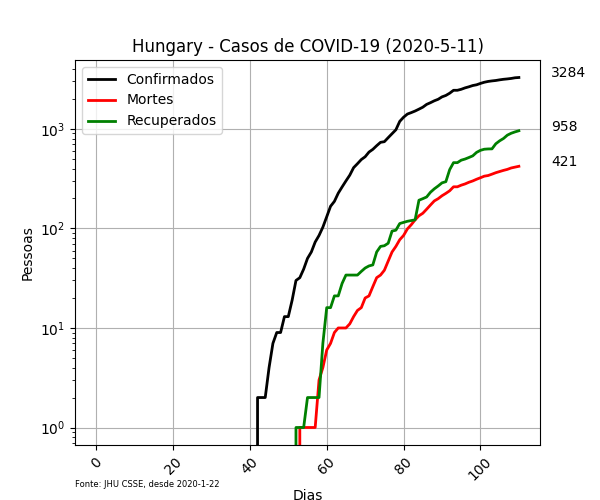 Hungary - Casos de COVID-19 (2020-5-11)
Confirmados
Mortes
Recuperados
3284
958
421
10³
10²
10¹
10⁰
Pessoas
0 20 40 60 80 100
Fonte: JHU CSSE, desde 2020-1-22
Dias